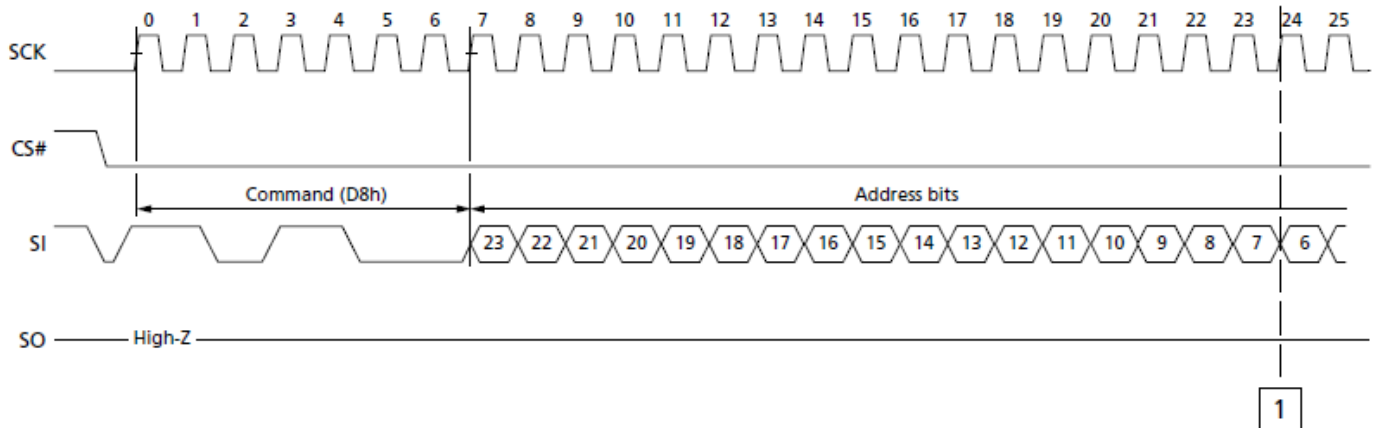 0 1 2 3 4 5 6 7 8 9 10 11 12 13 14 15 16 17 18 19 20 21 22 23 24 25
SCK
CS#
Command (D8h) Address bits
SI 23 22 21 20 19 18 17 16 15 14 13 12 11 10 9 8 7 6
SO High-Z
1